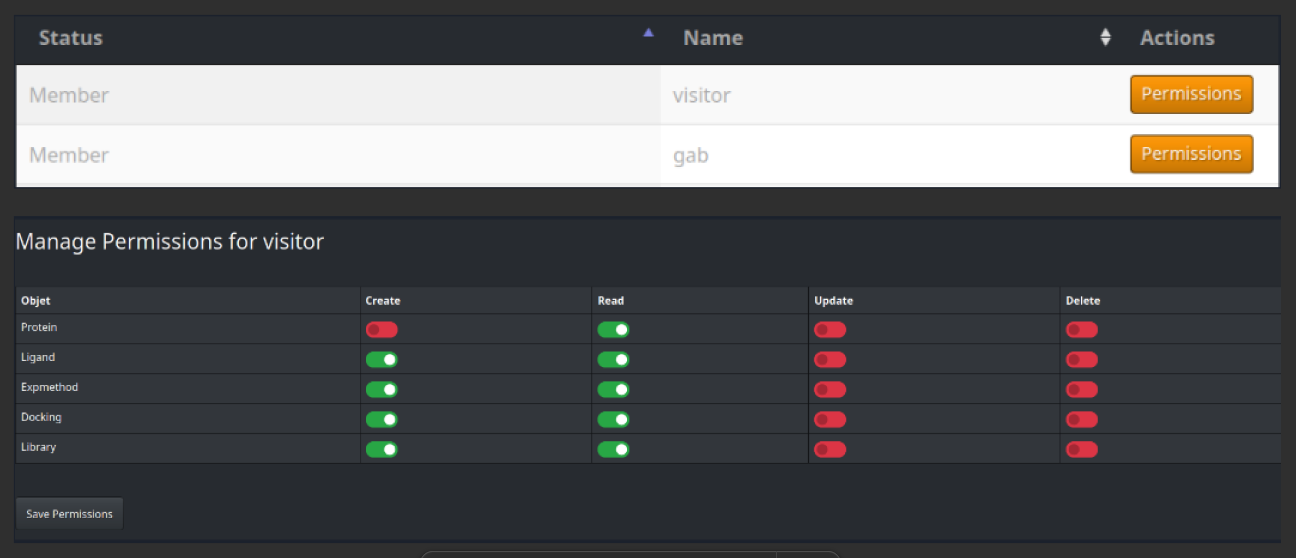 Status Name Actions
Member visitor Permissions
Member gab Permissions
Manage Permissions for visitor
Objet Create Read Update Delete
Protein
Ligand
Expmethod
Docking
Library
Save Permissions